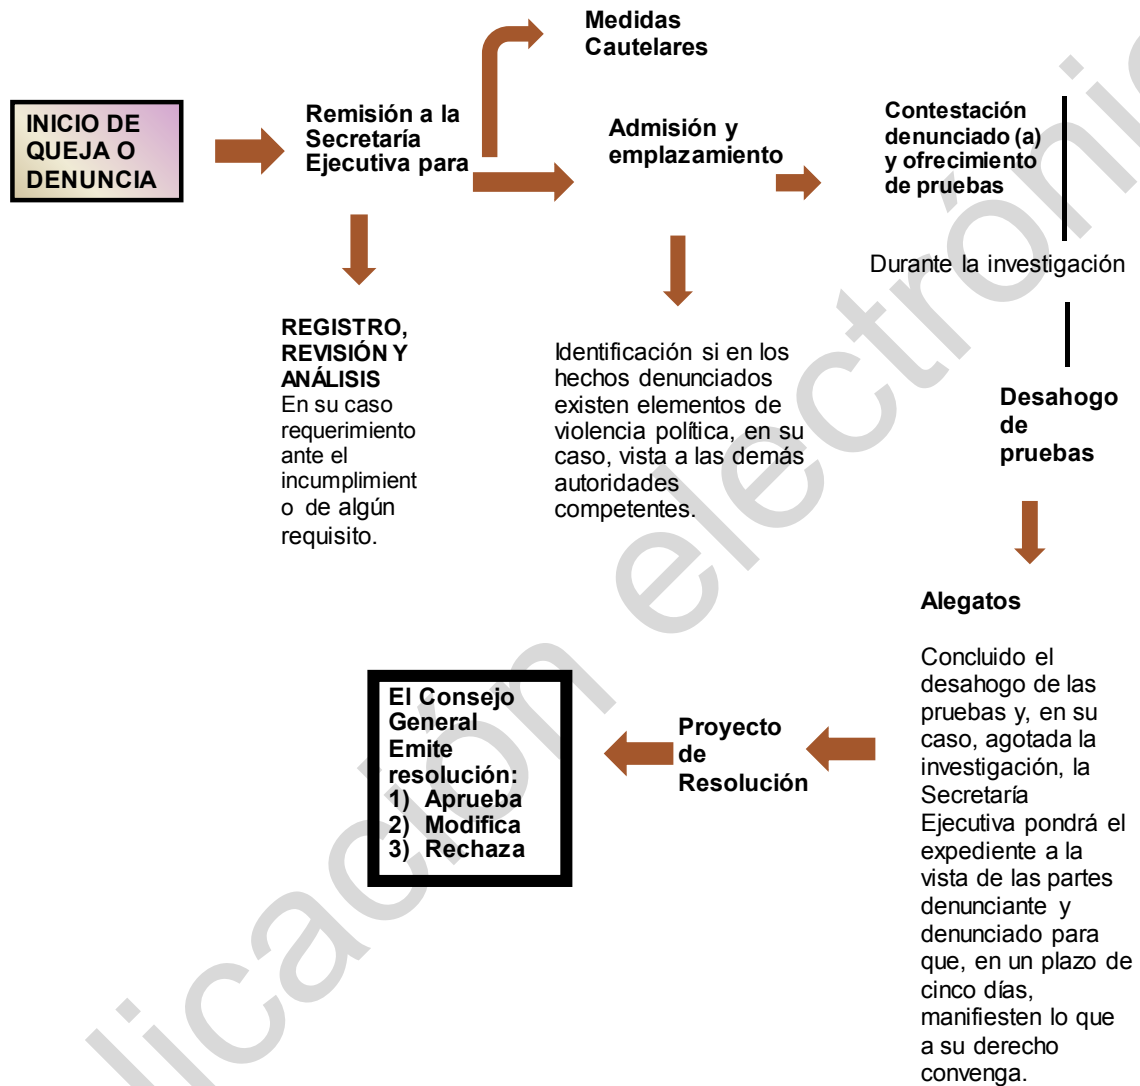 Medidas
Cautelares
INICIO DE
QUEJA O
DENUNCIA
Remisión a la
Secretaría
Ejecutiva para
Admisión y
emplazamiento
Contestación
denunciado (a)
y ofrecimiento
de pruebas
Durante la investigación
REGISTRO,
REVISIÓN Y
ANÁLISIS
En su caso
requerimiento
ante el
incumplimient
o de algún
requisito.
Identificación si en los
hechos denunciados
existen elementos de
violencia política, en su
caso, vista a las demás
autoridades
competentes.
Desahogo
de
pruebas
Alegatos
Concluido el
desahogo de las
pruebas y, en su
caso, agotada la
investigación, la
Secretaría
Ejecutiva pondrá el
expediente a la
vista de las partes
denunciante y
denunciado para
que, en un plazo de
cinco días,
manifiesten lo que
a su derecho
convenga.
Proyecto
de
Resolución
El Consejo
General
Emite
resolución:
1) Aprueba
2) Modifica
3) Rechaza
licación electrónic